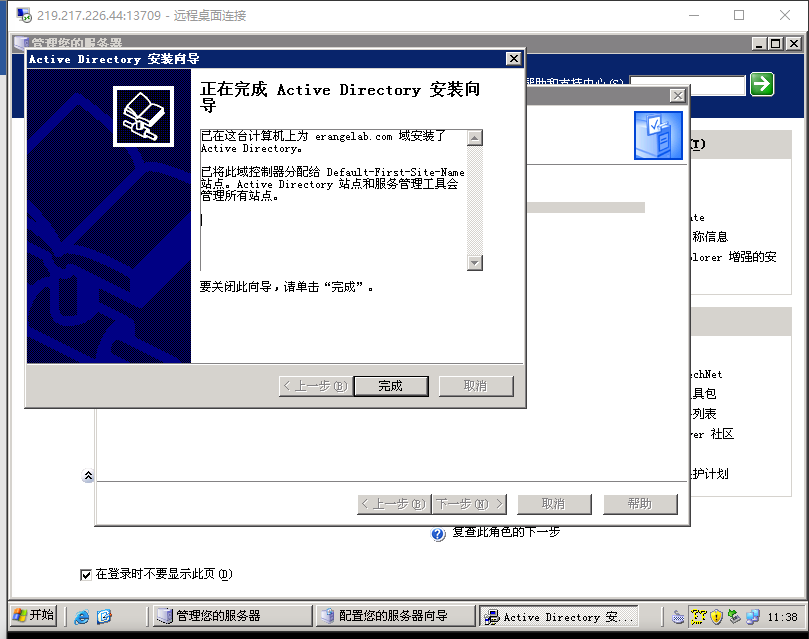 219.217.226.44:13709 - 远程桌面连接
管理您的服务器
Active Directory 安装向导
帮助和支持中心(S)
正在完成 Active Directory 安装向
导
已在这台计算机上为 erangelab.com 域安装了
Active Directory。
已将此域控制器分配给 Default-First-Site-Name
站点。Active Directory 站点和服务管理工具会
管理所有站点。
要关闭此向导，请单击“完成”。
< 上一步(B)
完成
取消
(T)
称信息
plorer 增强的安
echNet
具包
列表
ver 社区
护计划
< 上一步(B)
下一步(N) >
取消
帮助
复查此角色的下一步
在登录时不要显示此页(D)
开始
管理您的服务器
配置您的服务器向导
Active Directory 安...
11:38